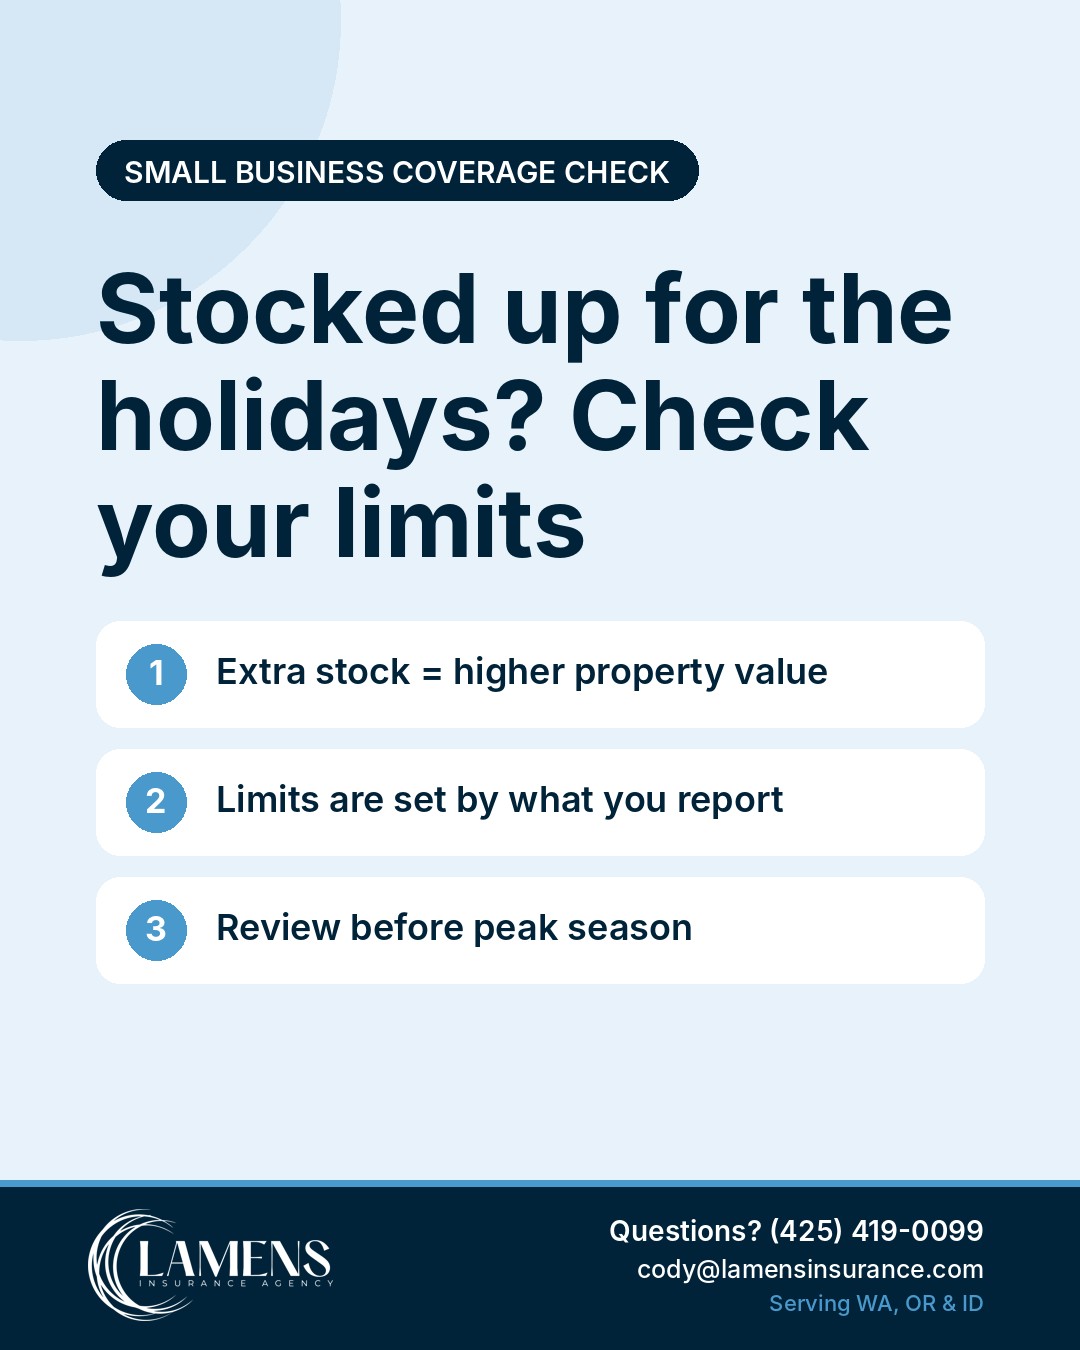 SMALL BUSINESS COVERAGE CHECK
Stocked up for the
holidays? Check
your limits
1 Extra stock = higher property value
2 Limits are set by what you report
3 Review before peak season
LAMENS
INSURANCE AGENCY
Questions? (425) 419-0099
cody@lamensinsurance.com
Serving WA, OR & ID